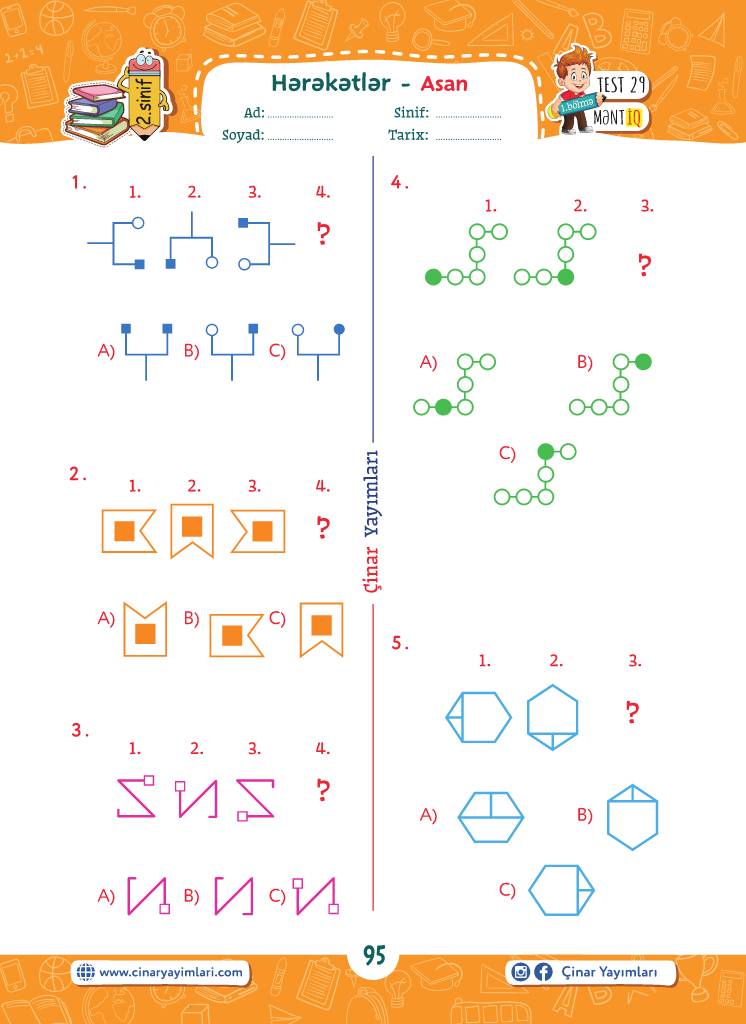 Hərəkətlər - Asan
2.sinif
Ad: ..................
Sinif: ..................
Soyad: ..................
Tarix: ..................
1.bölmə
TEST 29
MƏNTİQ
1.
1. 2. 3. 4.
?
A) B) C)
2.
1. 2. 3. 4.
?
A) B) C)
3.
1. 2. 3. 4.
?
A) B) C)
Çinar Yayımları
4.
1. 2. 3.
?
A) B)
C)
5.
1. 2. 3.
?
A) B)
C)
95
www.cinaryayimlari.com
Çinar Yayımları